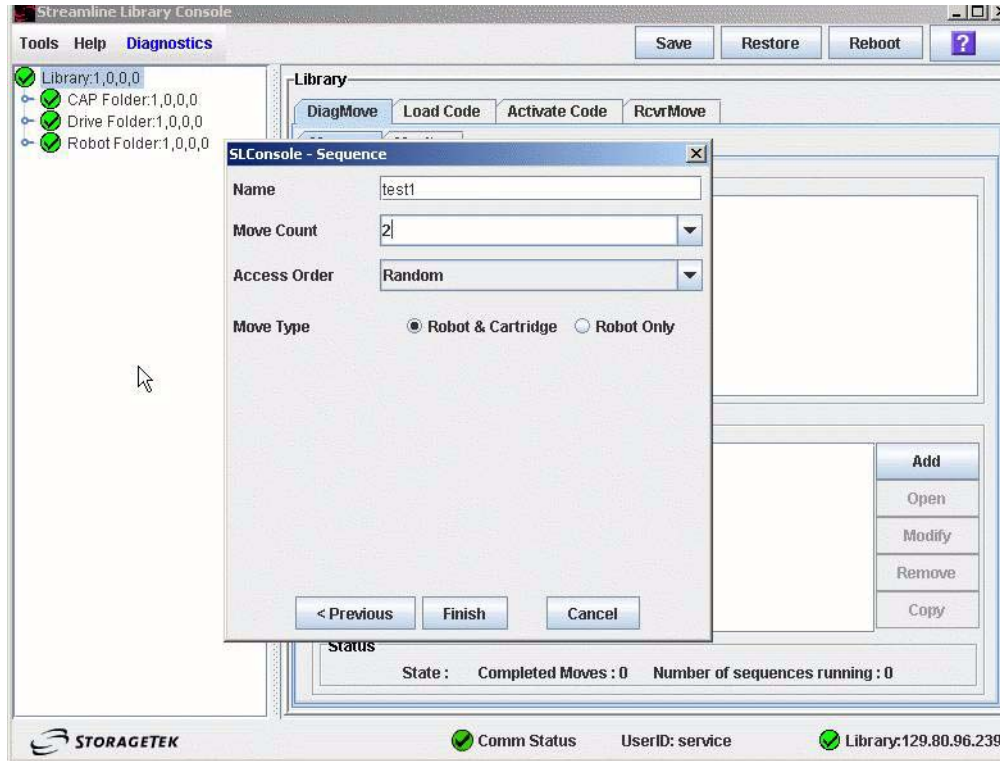 Streamline Library Console
Tools Help Diagnostics
Save Restore Reboot ?
Library:1,0,0,0
CAP Folder:1,0,0,0
Drive Folder:1,0,0,0
Robot Folder:1,0,0,0
Library
DiagMove Load Code Activate Code RcvrMove
SLConsole - Sequence
Name test1
Move Count 2
Access Order Random
Move Type Robot & Cartridge Robot Only
Add
Open
Modify
Remove
Copy
< Previous Finish Cancel
Status
State : Completed Moves : 0 Number of sequences running : 0
STORAGETEK Comm Status UserID: service Library:129.80.96.239